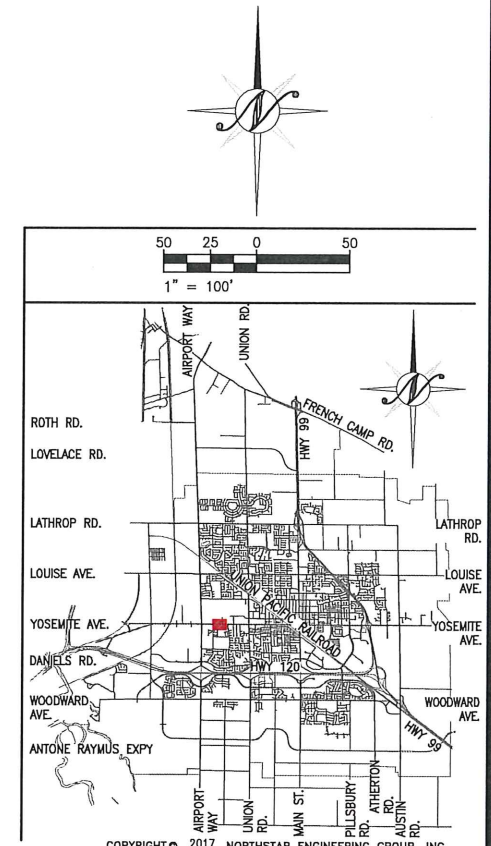 N
50 25 0 50
1" = 100'
AIRPORT WAY
UNION RD.
N
FRENCH CAMP RD.
HWY 99
ROTH RD.
LOVELACE RD.
LATHROP RD.
LATHROP
RD.
LOUISE AVE.
LOUISE
AVE.
UNION PACIFIC RAILROAD
YOSEMITE AVE.
YOSEMITE
AVE.
DANIELS RD.
HWY 120
WOODWARD
AVE.
WOODWARD
AVE.
HWY 99
ANTONE RAYMUS EXPY
AIRPORT
WAY
UNION
RD.
MAIN ST.
PILLSBURY
RD.
ATHERTON
RD.
AUSTIN
RD.
COPYRIGHT © 2017 NORTHSTAR ENGINEERING GROUP, INC.